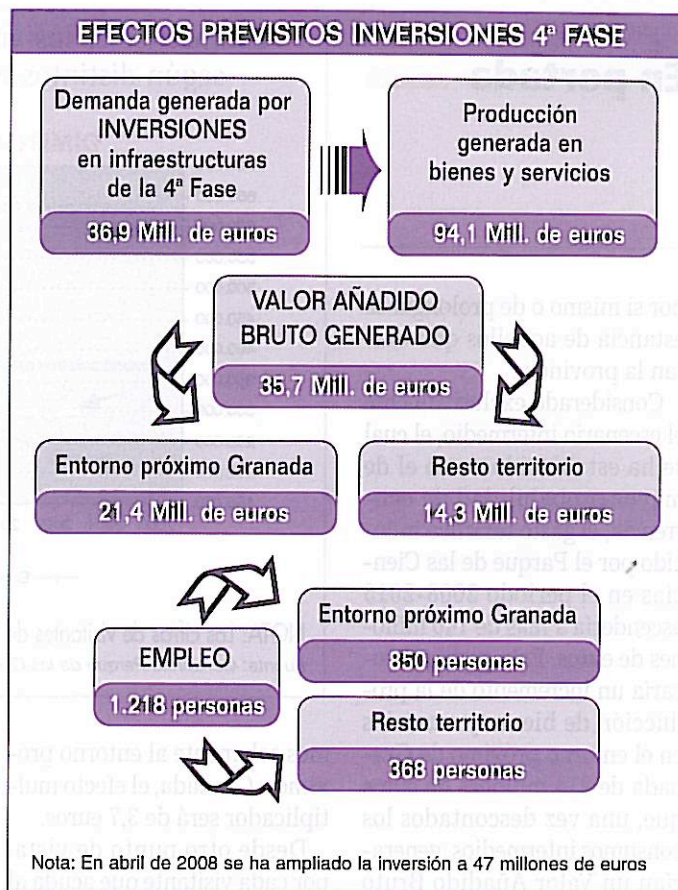 EFECTOS PREVISTOS INVERSIONES 4ª FASE
Demanda generada por
INVERSIONES
en infraestructuras
de la 4ª Fase
36,9 Mill. de euros
Producción
generada en
bienes y servicios
94,1 Mill. de euros
VALOR AÑADIDO
BRUTO GENERADO
35,7 Mill. de euros
Entorno próximo Granada
21,4 Mill. de euros
Resto territorio
14,3 Mill. de euros
EMPLEO
1.218 personas
Entorno próximo Granada
850 personas
Resto territorio
368 personas
Nota: En abril de 2008 se ha ampliado la inversión a 47 millones de euros